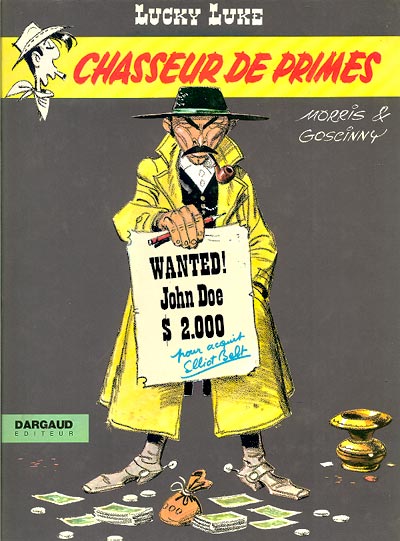 LUCKY LUKE
CHASSEUR DE PRIMES
MORRIS &
GOSCINNY
WANTED!
John Doe
$ 2.000
pour acquit
Elliot Belt
DARGAUD
EDITEUR